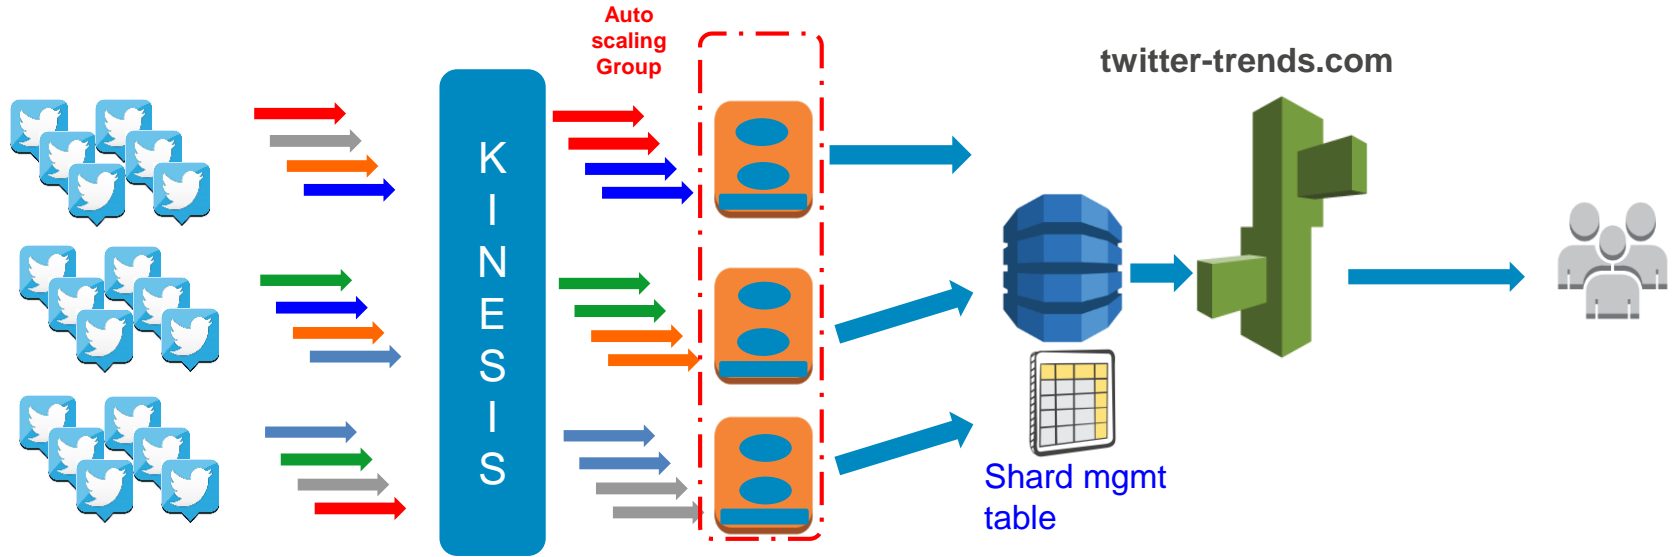 Auto
scaling
Group
twitter-trends.com
K
I
N
E
S
I
S
Shard mgmt
table